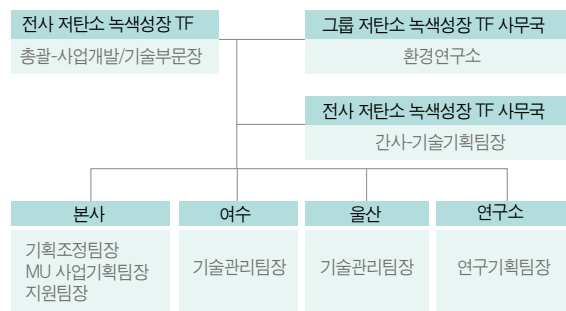 전사 저탄소 녹색성장 TF
총괄-사업개발/기술부문장
그룹 저탄소 녹색성장 TF 사무국
환경연구소
전사 저탄소 녹색성장 TF 사무국
간사-기술기획팀장
본사
기획조정팀장
MU 사업기획팀장
지원팀장
여수
기술관리팀장
울산
기술관리팀장
연구소
연구기획팀장